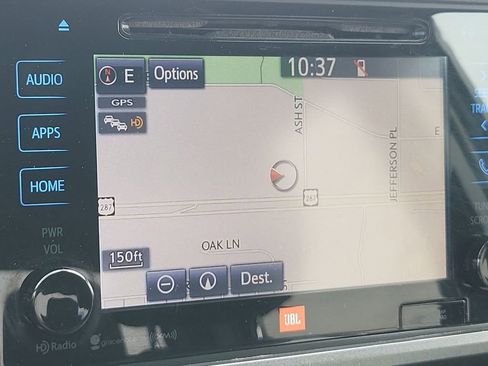 AUDIO
APPS
HOME
PWR
VOL
N E
Options
10:37
GPS
HD
ASH ST
JEFFERSON PL
E
287
287
150ft
OAK LN
Dest.
HD Radio
JBL